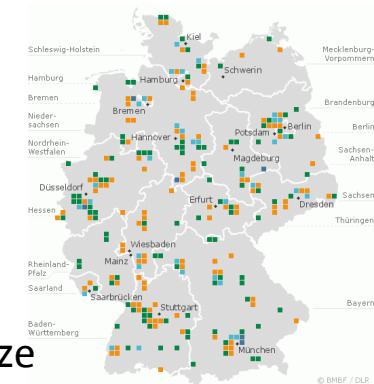 Kiel
Schleswig-Holstein
Mecklenburg-
Vorpommern
Schwerin
Hamburg
Hamburg
Bremen
Bremen
Brandenburg
Nieder-
sachsen
Berlin
Berlin
Potsdam
Hannover
Nordrhein-
Westfalen
Sachsen-
Anhalt
Magdeburg
Düsseldorf
Sachsen
Erfurt
Dresden
Hessen
Thüringen
Wiesbaden
Mainz
Rheinland-
Pfalz
Saarland
Saarbrücken
Bayern
Stuttgart
Baden-
Württemberg
ze
München
© BMBF / DLR